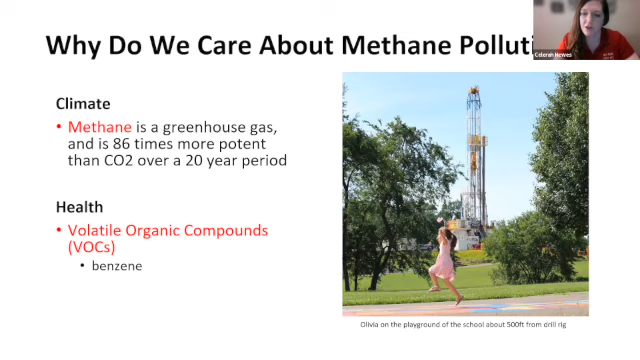 Why Do We Care About Methane Polluti
Celerah Hewes
Climate
• Methane is a greenhouse gas,
and is 86 times more potent
than CO2 over a 20 year period
Health
• Volatile Organic Compounds
(VOCs)
• benzene
Olivia on the playground of the school about 500ft from drill rig